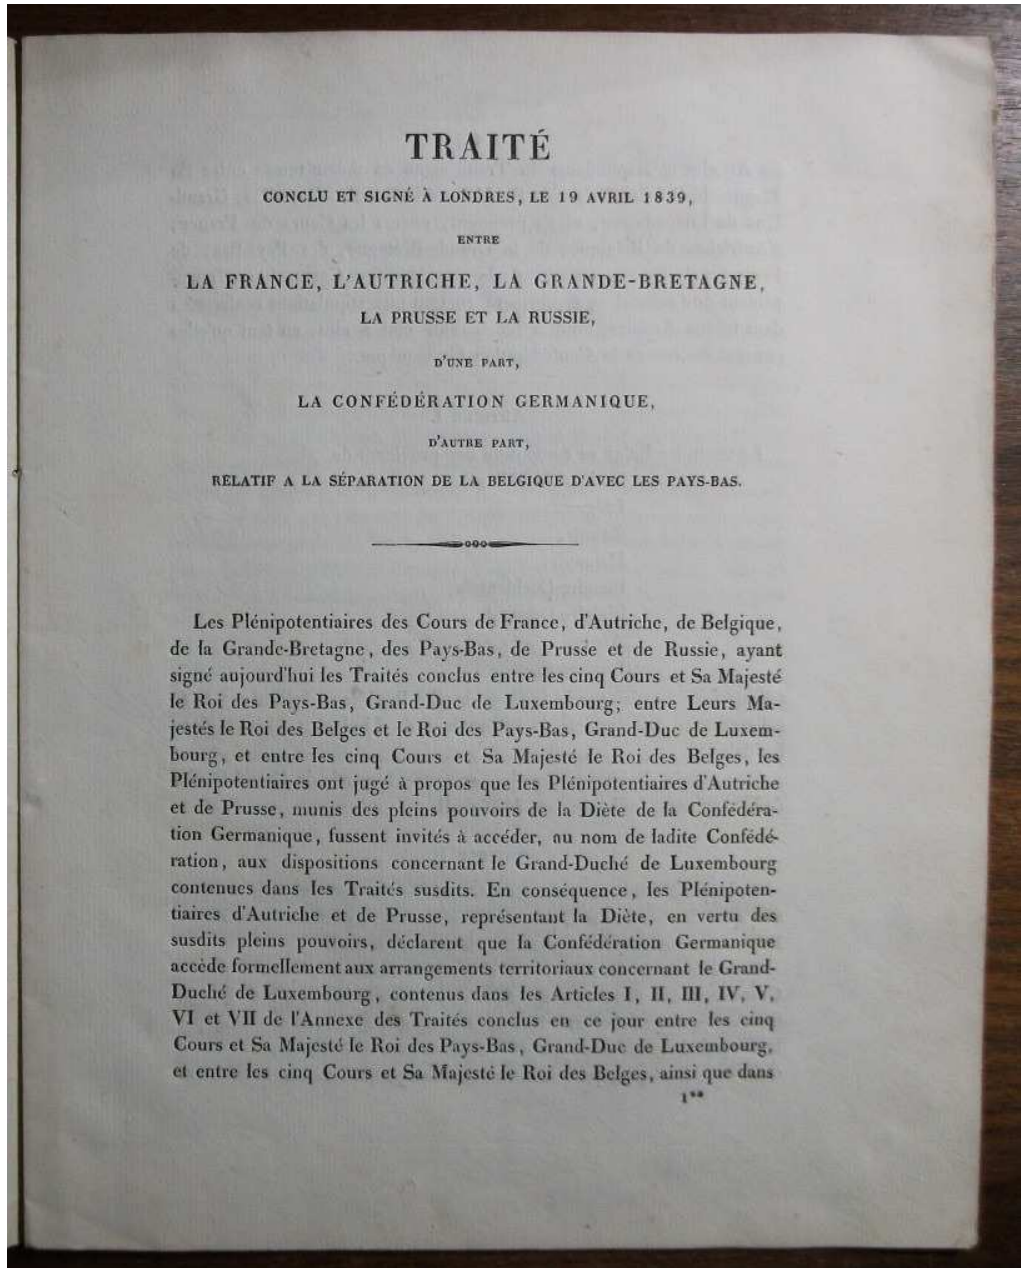 TRAITÉ
CONCLU ET SIGNÉ À LONDRES, LE 19 AVRIL 1839,
ENTRE
LA FRANCE, L'AUTRICHE, LA GRANDE-BRETAGNE,
LA PRUSSE ET LA RUSSIE,
D'UNE PART,
LA CONFÉDÉRATION GERMANIQUE,
D'AUTRE PART,
RELATIF A LA SÉPARATION DE LA BELGIQUE D'AVEC LES PAYS-BAS.
Les Plénipotentiaires des Cours de France, d'Autriche, de Belgique,
de la Grande-Bretagne, des Pays-Bas, de Prusse et de Russie, ayant
signé aujourd'hui les Traités conclus entre les cinq Cours et Sa Majesté
le Roi des Pays-Bas, Grand-Duc de Luxembourg; entre Leurs Ma-
jestés le Roi des Belges et le Roi des Pays-Bas, Grand-Duc de Luxem-
bourg, et entre les cinq Cours et Sa Majesté le Roi des Belges, les
Plénipotentiaires ont jugé à propos que les Plénipotentiaires d'Autriche
et de Prusse, munis des pleins pouvoirs de la Diète de la Confédéra-
tion Germanique, fussent invités à accéder, au nom de ladite Confédé-
ration, aux dispositions concernant le Grand-Duché de Luxembourg
contenues dans les Traités susdits. En conséquence, les Plénipoten-
tiaires d'Autriche et de Prusse, représentant la Diète, en vertu des
susdits pleins pouvoirs, déclarent que la Confédération Germanique
accède formellement aux arrangements territoriaux concernant le Grand-
Duché de Luxembourg, contenus dans les Articles I, II, III, IV, V,
VI et VII de l'Annexe des Traités conclus en ce jour entre les cinq
Cours et Sa Majesté le Roi des Pays-Bas, Grand-Duc de Luxembourg,
et entre les cinq Cours et Sa Majesté le Roi des Belges, ainsi que dans
1**